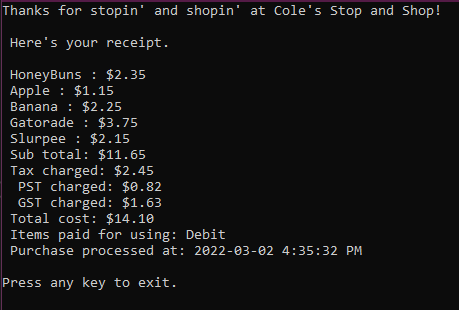 Thanks for stopin' and shopin' at Cole's Stop and Shop!
Here's your receipt.
HoneyBuns : $2.35
Apple : $1.15
Banana : $2.25
Gatorade : $3.75
Slurpee : $2.15
Sub total: $11.65
Tax charged: $2.45
PST charged: $0.82
GST charged: $1.63
Total cost: $14.10
Items paid for using: Debit
Purchase processed at: 2022-03-02 4:35:32 PM
Press any key to exit.